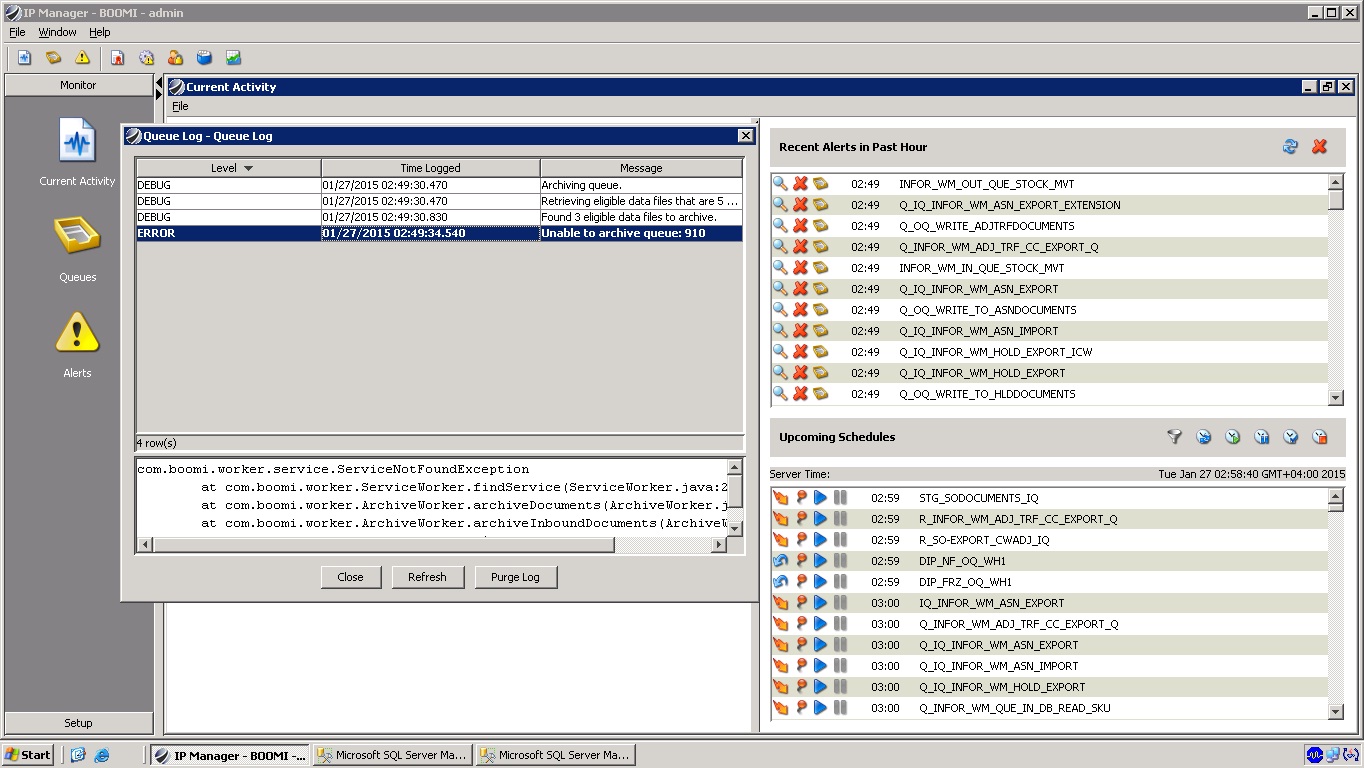 IP Manager - BOOMI - admin
File Window Help
Monitor
Current Activity
Queues
Alerts
Setup
Current Activity
File
Queue Log - Queue Log
Level Time Logged Message
DEBUG 01/27/2015 02:49:30.470 Archiving queue.
DEBUG 01/27/2015 02:49:30.470 Retrieving eligible data files that are 5 ...
DEBUG 01/27/2015 02:49:30.830 Found 3 eligible data files to archive.
ERROR 01/27/2015 02:49:34.540 Unable to archive queue: 910
4 row(s)
com.boomi.worker.service.ServiceNotFoundException
at com.boomi.worker.ServiceWorker.findService(ServiceWorker.java:2
at com.boomi.worker.ArchiveWorker.archiveDocuments(ArchiveWorker.j
at com.boomi.worker.ArchiveWorker.archiveInboundDocuments(ArchiveW
Close Refresh Purge Log
Recent Alerts in Past Hour
02:49 INFOR_WM_OUT_QUE_STOCK_MVT
02:49 Q_IQ_INFOR_WM_ASN_EXPORT_EXTENSION
02:49 Q_OQ_WRITE_ADJTRFDOCUMENTS
02:49 Q_INFOR_WM_ADJ_TRF_CC_EXPORT_Q
02:49 INFOR_WM_IN_QUE_STOCK_MVT
02:49 Q_IQ_INFOR_WM_ASN_EXPORT
02:49 Q_OQ_WRITE_TO_ASNDOCUMENTS
02:49 Q_IQ_INFOR_WM_ASN_IMPORT
02:49 Q_IQ_INFOR_WM_HOLD_EXPORT_ICW
02:49 Q_IQ_INFOR_WM_HOLD_EXPORT
02:49 Q_OQ_WRITE_TO_HLDDOCUMENTS
Upcoming Schedules
Server Time: Tue Jan 27 02:58:40 GMT+04:00 2015
02:59 STG_SODOCUMENTS_IQ
02:59 R_INFOR_WM_ADJ_TRF_CC_EXPORT_Q
02:59 R_SO-EXPORT_CWADJ_IQ
02:59 DIP_NF_OQ_WH1
02:59 DIP_FRZ_OQ_WH1
03:00 IQ_INFOR_WM_ASN_EXPORT
03:00 Q_INFOR_WM_ADJ_TRF_CC_EXPORT_Q
03:00 Q_IQ_INFOR_WM_ASN_EXPORT
03:00 Q_IQ_INFOR_WM_ASN_IMPORT
03:00 Q_IQ_INFOR_WM_HOLD_EXPORT
03:00 Q_INFOR_WM_QUE_IN_DB_READ_SKU
Start IP Manager - BOOMI -... Microsoft SQL Server Ma... Microsoft SQL Server Ma...